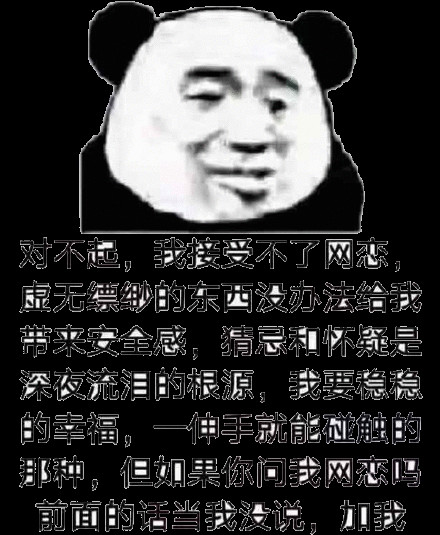 对不起，我接受不了网恋，
虚无缥缈的东西没办法给我
带来安全感，猜忌和怀疑是
深夜流泪的根源，我要稳稳
的幸福，一伸手就能碰触的
那种，但如果你问我网恋吗
前面的话当我没说，加我